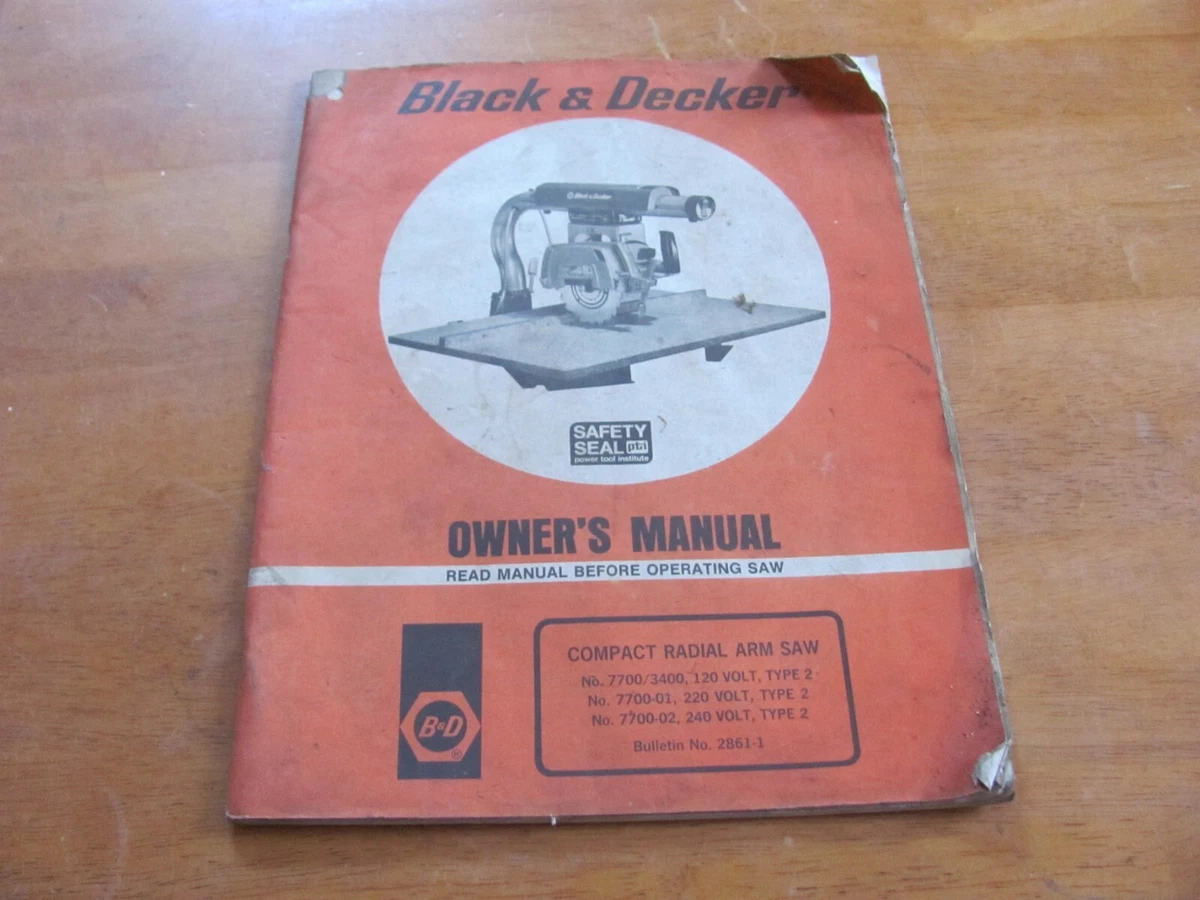 Black & Decker
Black & Decker
SAFETY
SEAL pti
power tool institute
OWNER'S MANUAL
READ MANUAL BEFORE OPERATING SAW
COMPACT RADIAL ARM SAW
No. 7700/3400, 120 VOLT, TYPE 2
No. 7700-01, 220 VOLT, TYPE 2
No. 7700-02, 240 VOLT, TYPE 2
Bulletin No. 2861-1
B&D
®